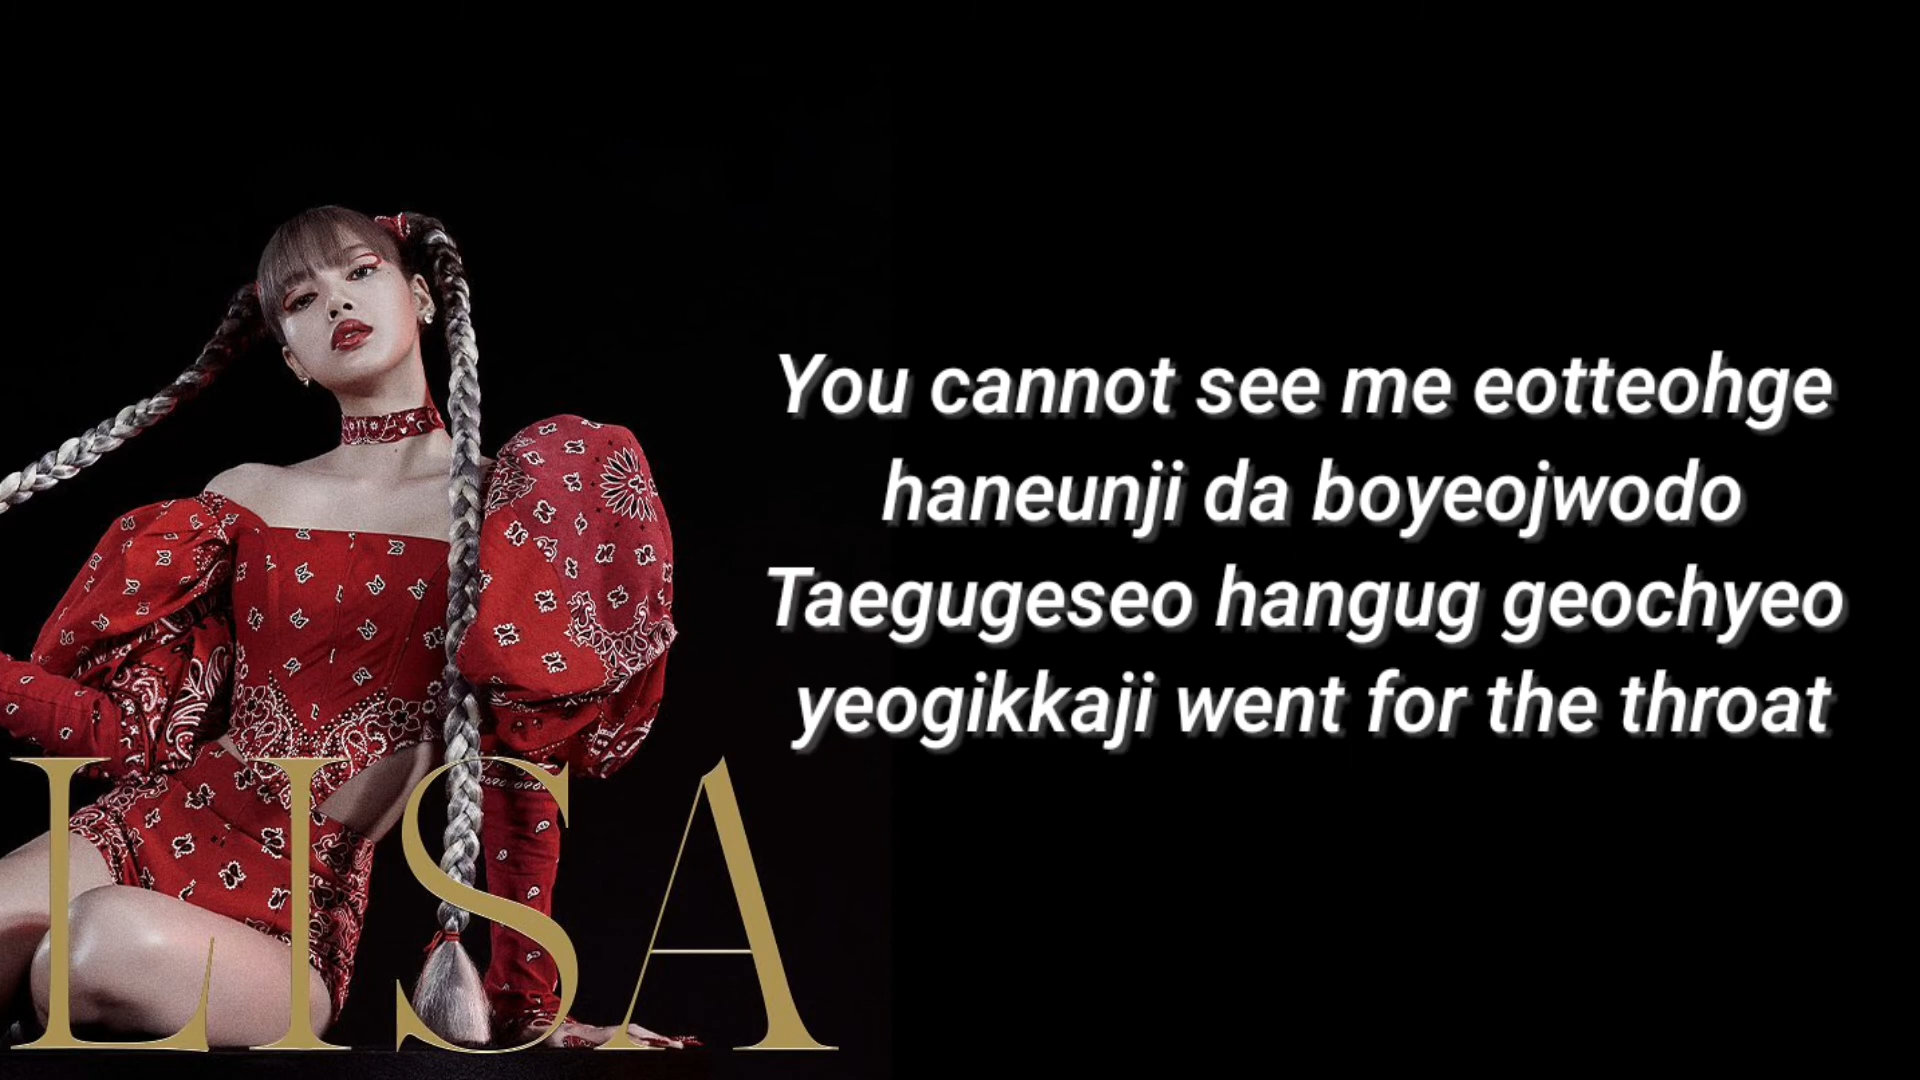 You cannot see me eotteohge
haneunji da boyeojwodo
Taegugeseo hangug geochyeo
yeogikkaji went for the throat
LISA